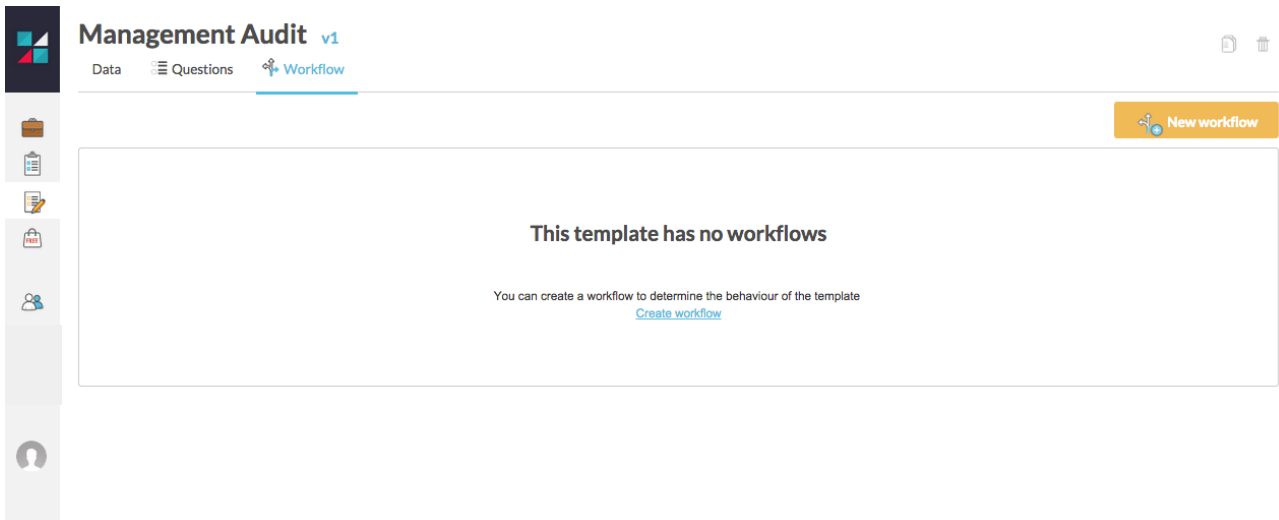 Management Audit v1
Data Questions Workflow
New workflow
This template has no workflows
You can create a workflow to determine the behaviour of the template
Create workflow
FREE